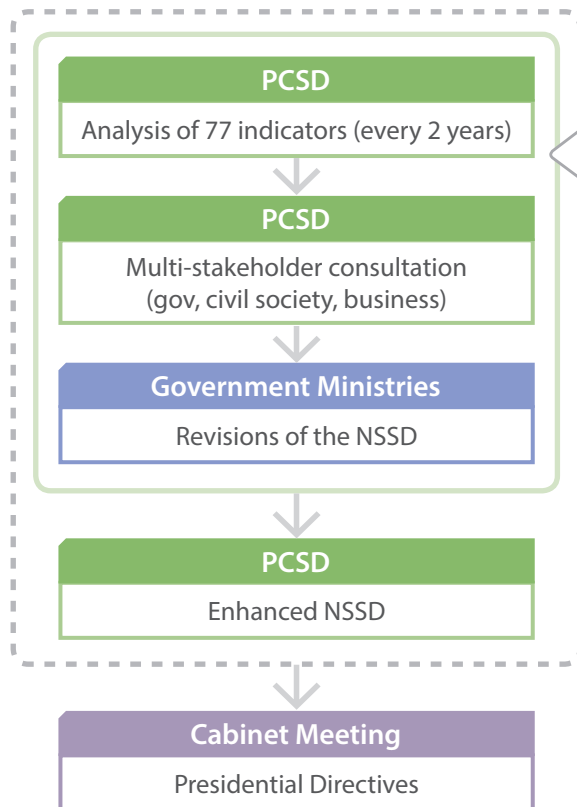 PCSD
Analysis of 77 indicators (every 2 years)
PCSD
Multi-stakeholder consultation
(gov, civil society, business)
Government Ministries
Revisions of the NSSD
PCSD
Enhanced NSSD
Cabinet Meeting
Presidential Directives